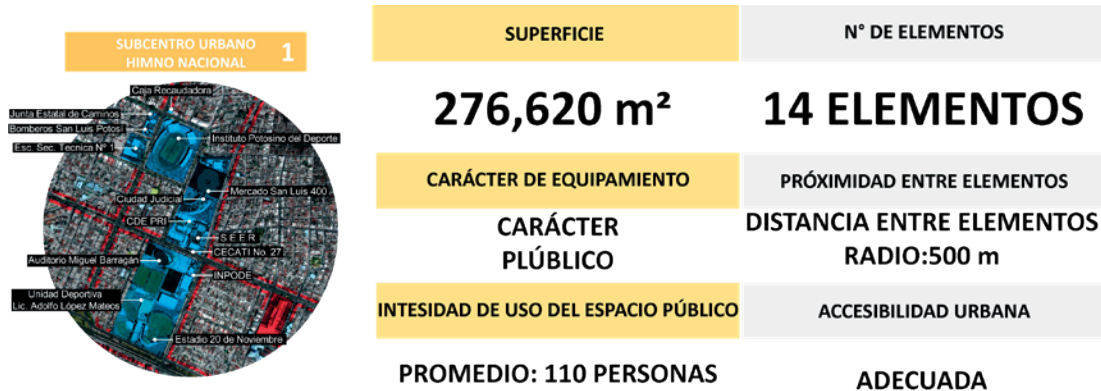 SUBCENTRO URBANO
HIMNO NACIONAL
1
Caja Recaudadora
Junta Estatal de Caminos
Bomberos San Luis Potosí
Instituto Potosino del Deporte
Esc. Sec. Tecnica N° 1
Mercado San Luis 400
Ciudad Judicial
CDE PRI
S E E R
CECATI No. 27
Auditorio Miguel Barragán
INPODE
Unidad Deportiva
Lic. Adolfo López Mateos
Estadio 20 de Noviembre
SUPERFICIE
276,620 m²
N° DE ELEMENTOS
14 ELEMENTOS
CARÁCTER DE EQUIPAMIENTO
CARÁCTER
PLÚBLICO
PRÓXIMIDAD ENTRE ELEMENTOS
DISTANCIA ENTRE ELEMENTOS
RADIO:500 m
INTESIDAD DE USO DEL ESPACIO PÚBLICO
PROMEDIO: 110 PERSONAS
ACCESIBILIDAD URBANA
ADECUADA